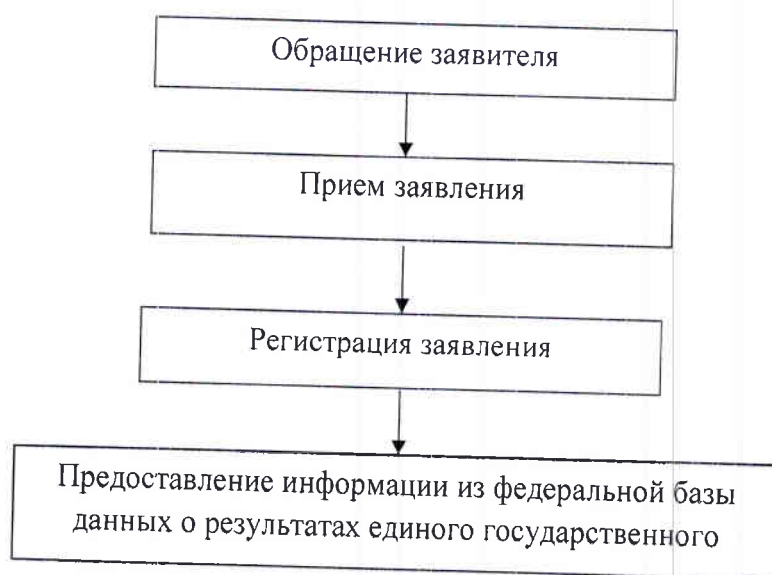 Обращение заявителя
Прием заявления
Регистрация заявления
Предоставление информации из федеральной базы
данных о результатах единого государственного